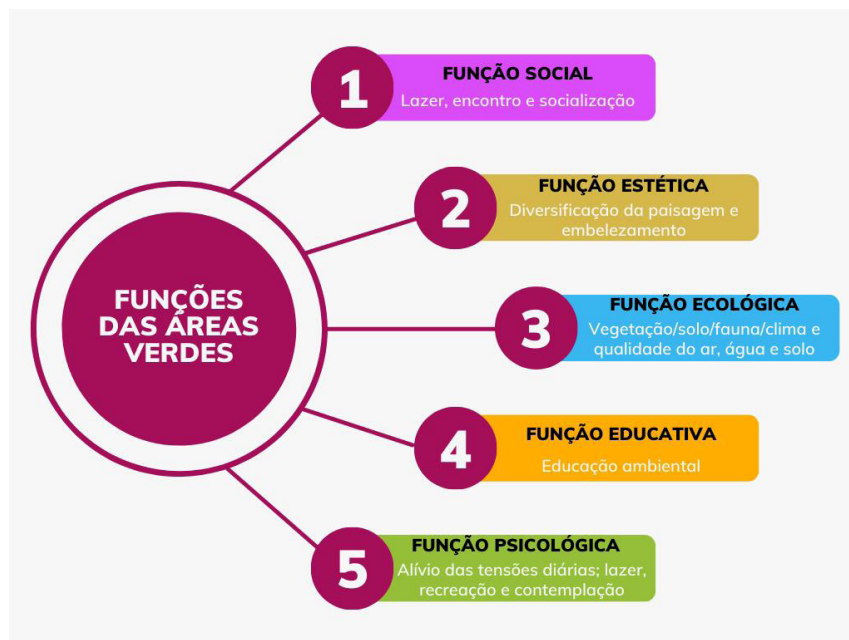 FUNÇÕES
DAS ÁREAS
VERDES
1
FUNÇÃO SOCIAL
Lazer, encontro e socialização
2
FUNÇÃO ESTÉTICA
Diversificação da paisagem e
embelezamento
3
FUNÇÃO ECOLÓGICA
Vegetação/solo/fauna/clima e
qualidade do ar, água e solo
4
FUNÇÃO EDUCATIVA
Educação ambiental
5
FUNÇÃO PSICOLÓGICA
Alívio das tensões diárias; lazer,
recreação e contemplação